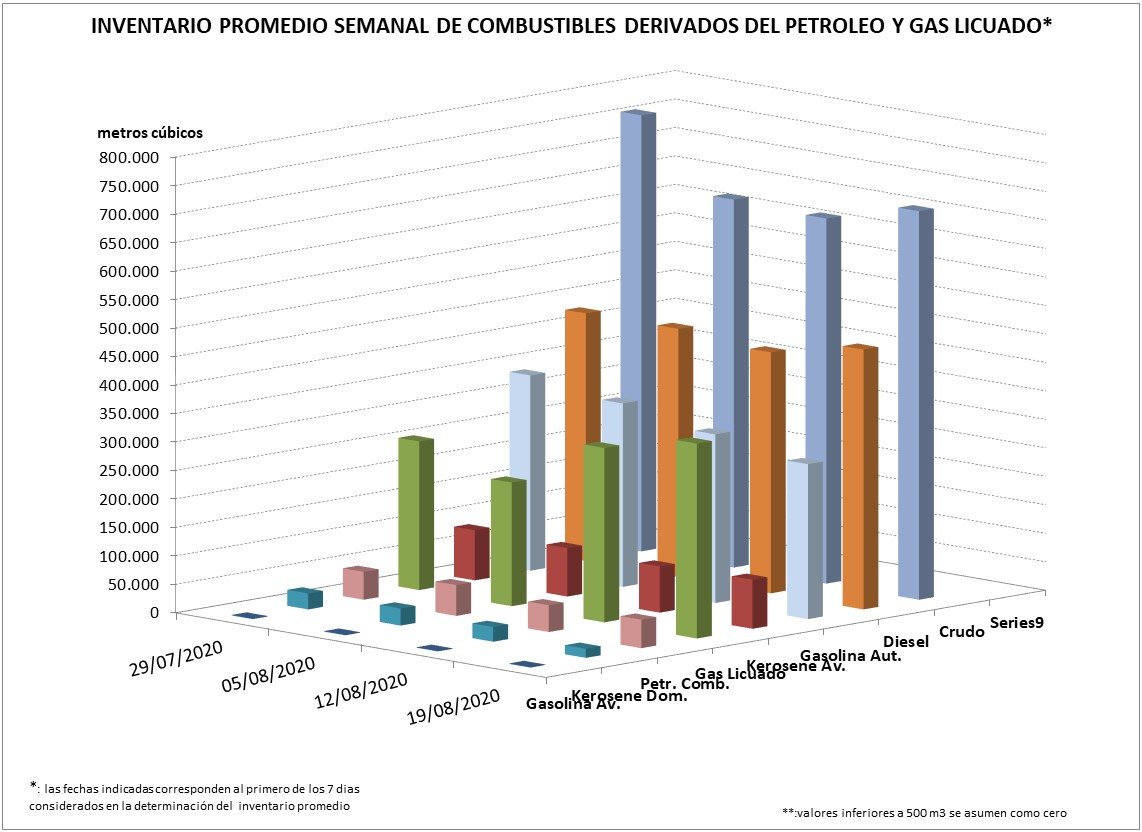 INVENTARIO PROMEDIO SEMANAL DE COMBUSTIBLES DERIVADOS DEL PETROLEO Y GAS LICUADO*
metros cúbicos
800.000
750.000
700.000
650.000
600.000
550.000
500.000
450.000
400.000
350.000
300.000
250.000
200.000
150.000
100.000
50.000
0
29/07/2020
05/08/2020
12/08/2020
19/08/2020
Gasolina Av.
Kerosene Dom.
Petr. Comb.
Gas Licuado
Kerosene Av.
Gasolina Aut.
Diesel
Crudo
Series9
*: las fechas indicadas corresponden al primero de los 7 dias
considerados en la determinación del inventario promedio
**:valores inferiores a 500 m3 se asumen como cero